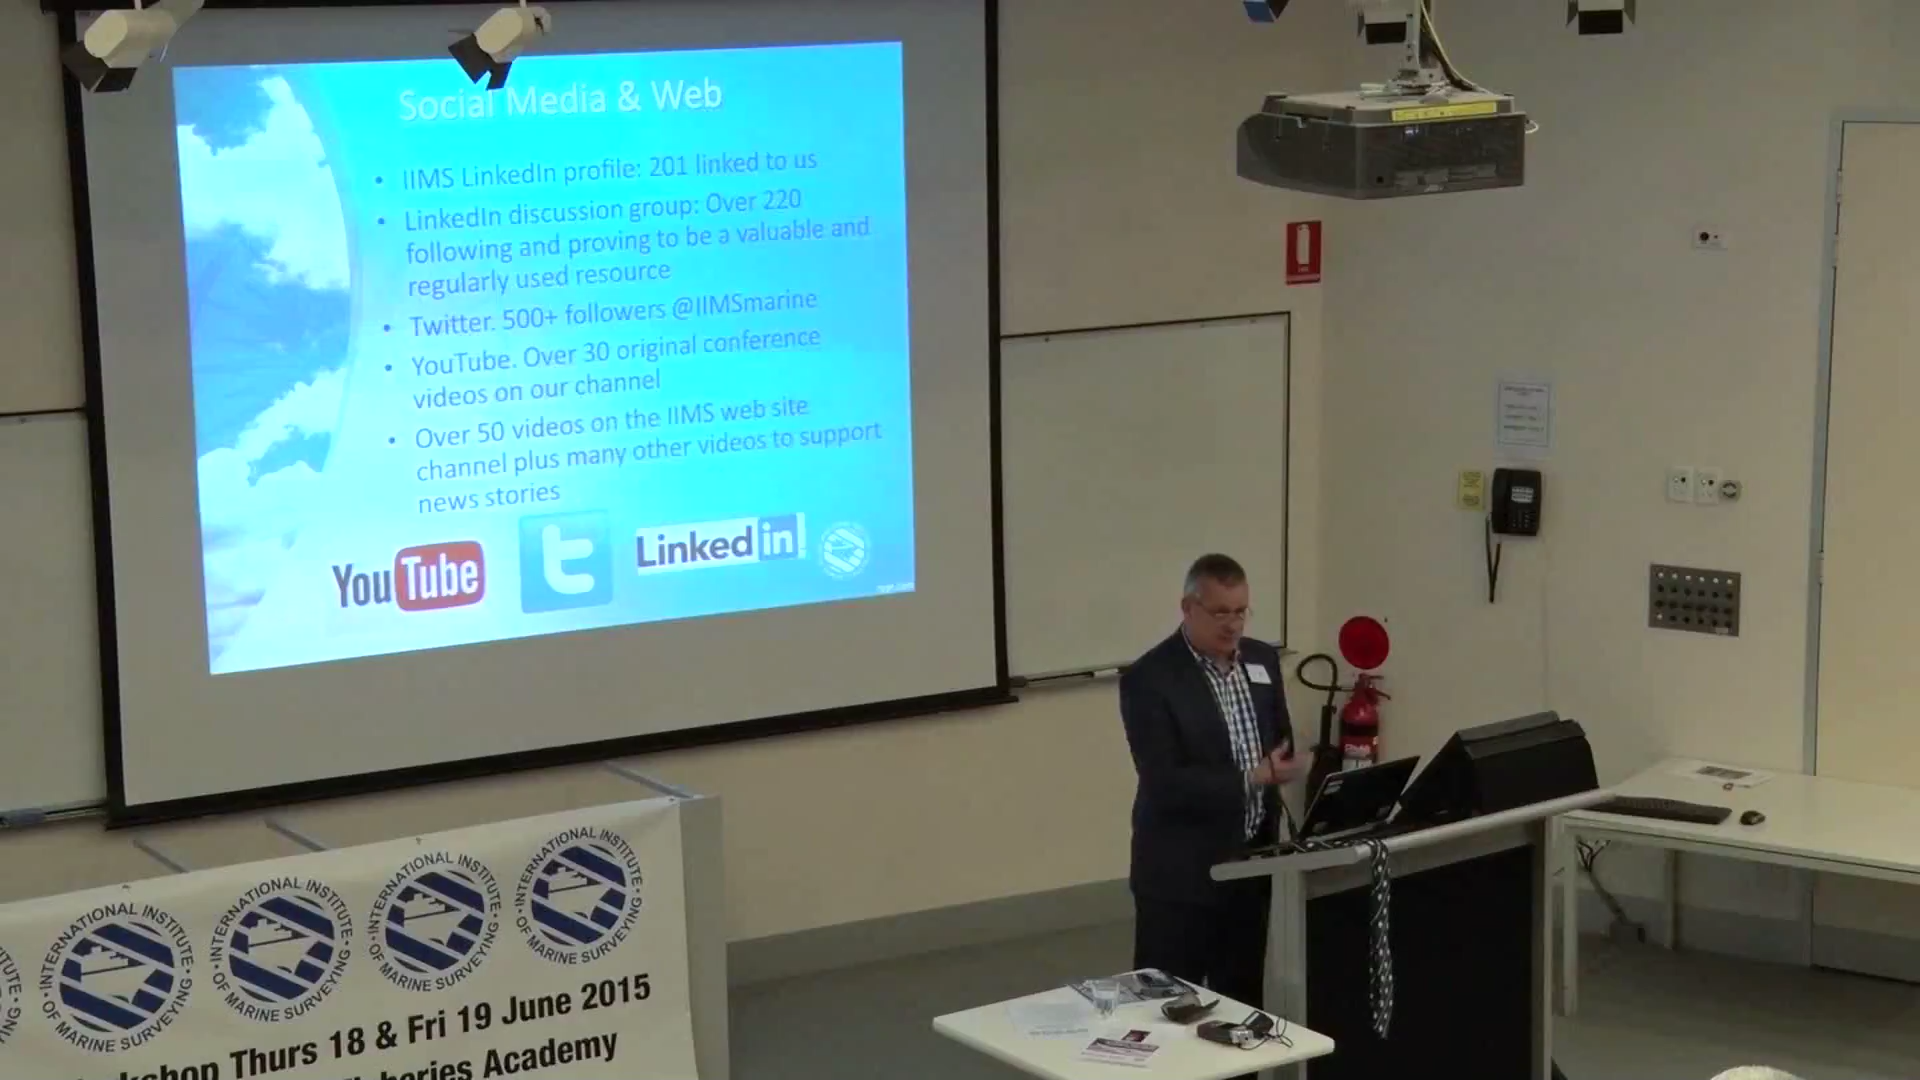 Social Media & Web
• IIMS LinkedIn profile: 201 linked to us
• LinkedIn discussion group: Over 220
following and proving to be a valuable and
regularly used resource
• Twitter. 500+ followers @IIMSmarine
• YouTube. Over 30 original conference
videos on our channel
• Over 50 videos on the IIMS web site
channel plus many other videos to support
news stories
YouTube
t
Linked in
INTERNATIONAL INSTITUTE
OF MARINE SURVEYING
INTERNATIONAL INSTITUTE
OF MARINE SURVEYING
INTERNATIONAL INSTITUTE
OF MARINE SURVEYING
INTERNATIONAL INSTITUTE
OF MARINE SURVEYING
Thurs 18 & Fri 19 June 2015
Academy